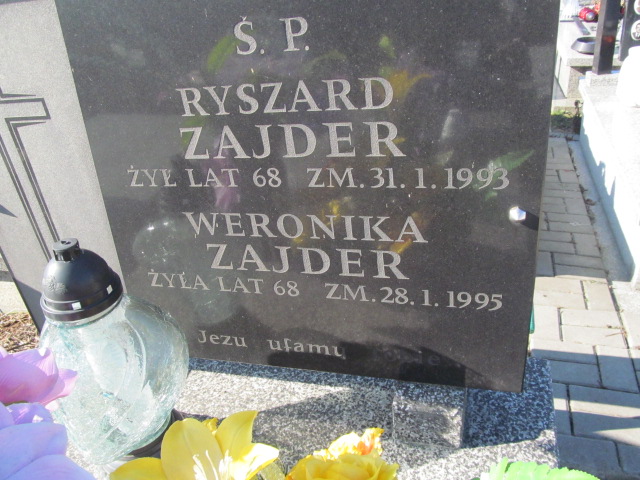 Ś. P.
RYSZARD
ZAJDER
ŻYŁ LAT 68 ZM. 31. 1. 1993
WERONIKA
ZAJDER
ŻYŁA LAT 68 ZM. 28. 1. 1995
Jezu ufamy